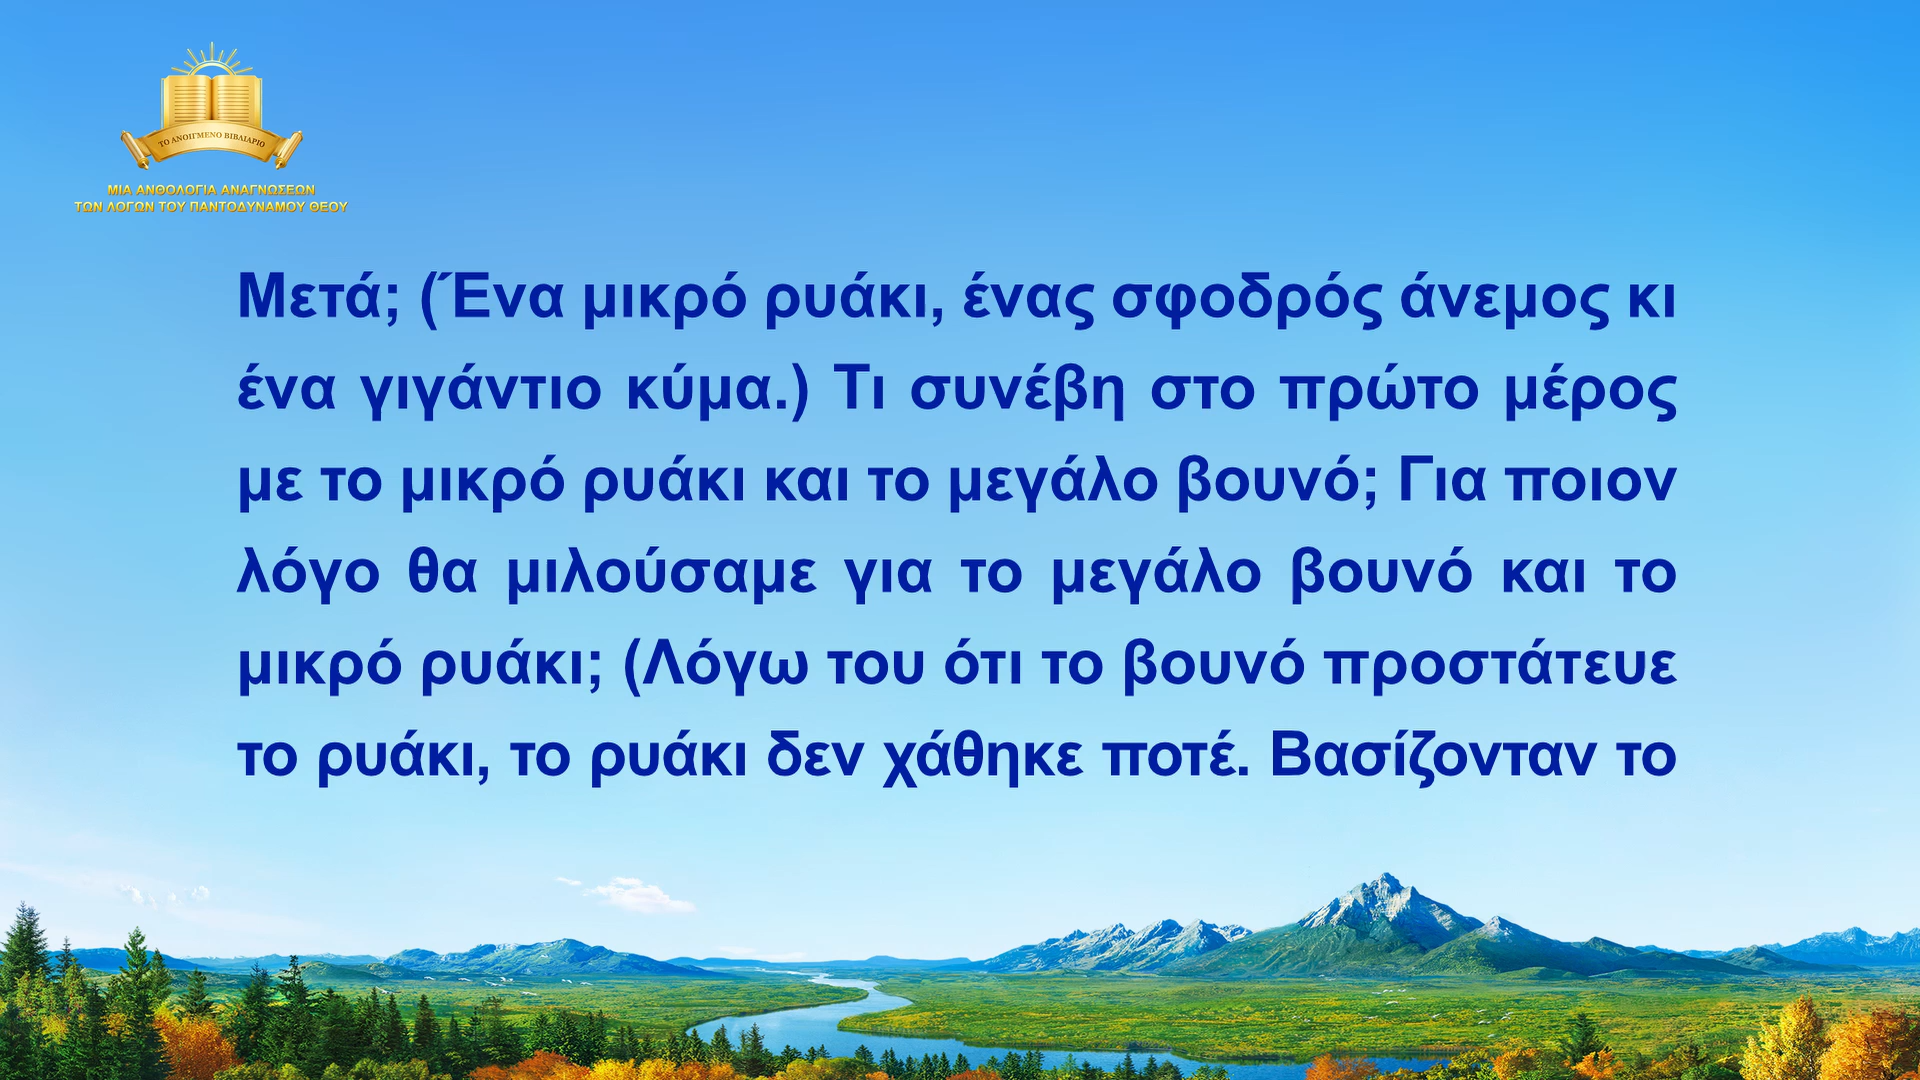 ΤΟ ΑΝΟΙΓΜΕΝΟ ΒΙΒΛΙΑΡΙΟ
ΜΙΑ ΑΝΘΟΛΟΓΙΑ ΑΝΑΓΝΩΣΕΩΝ
ΤΩΝ ΛΟΓΩΝ ΤΟΥ ΠΑΝΤΟΔΥΝΑΜΟΥ ΘΕΟΥ
Μετά; (Ένα μικρό ρυάκι, ένας σφοδρός άνεμος κι
ένα γιγάντιο κύμα.) Τι συνέβη στο πρώτο μέρος
με το μικρό ρυάκι και το μεγάλο βουνό; Για ποιον
λόγο θα μιλούσαμε για το μεγάλο βουνό και το
μικρό ρυάκι; (Λόγω του ότι το βουνό προστάτευε
το ρυάκι, το ρυάκι δεν χάθηκε ποτέ. Βασίζονταν το